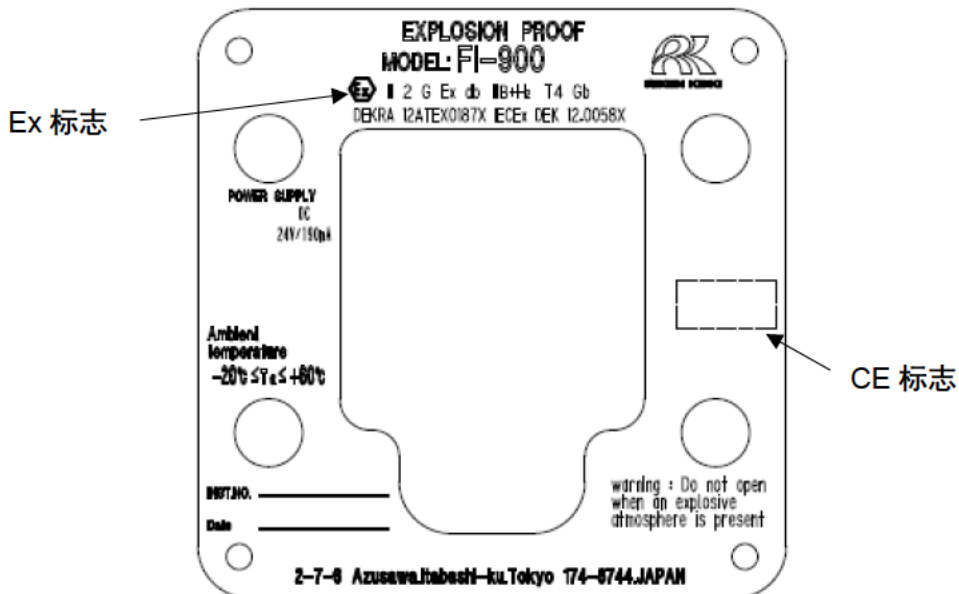 EXPLOSION PROOF
MODEL: FI-900
Ex II 2 G Ex db IIB+H₂ T4 Gb
DEKRA 12ATEX0187X IECEx DEK 12.0058X
Ex 标志
POWER SUPPLY
DC
24V/190mA
Ambient
temperature
-20℃≤Ta≤+60℃
CE 标志
INST.NO.
Date
warning : Do not open
when an explosive
atmosphere is present
2-7-6 Azusawa.Itabashi-ku.Tokyo 174-8744.JAPAN